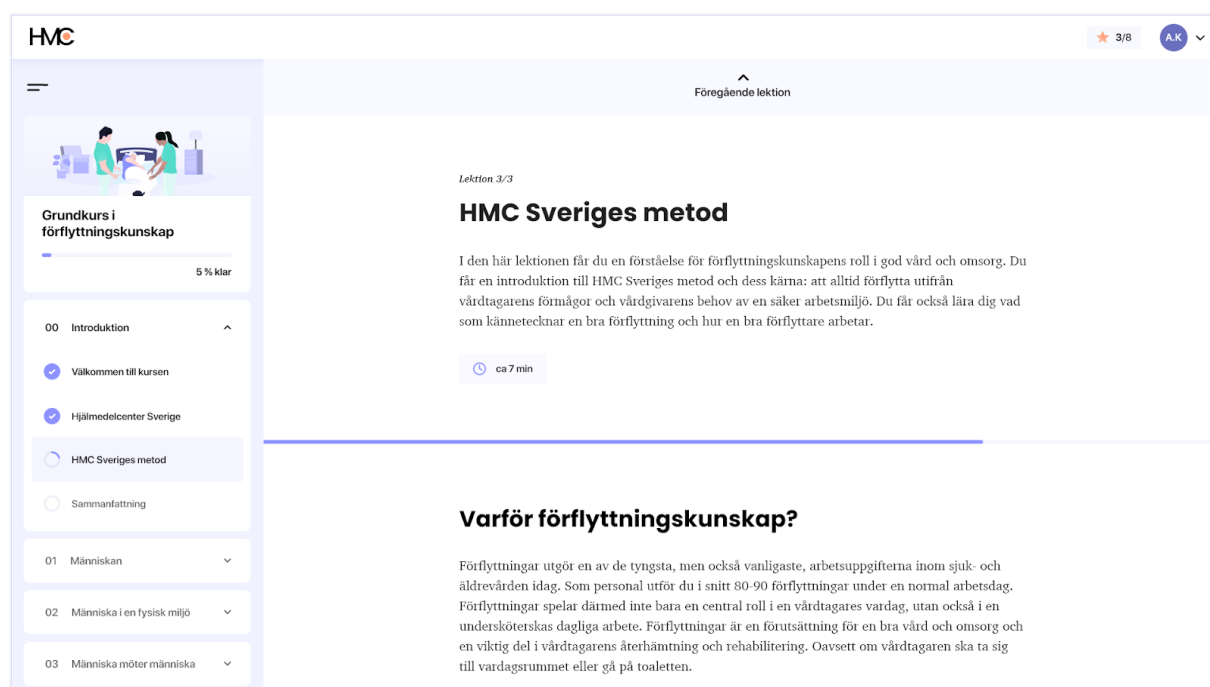 HMC
3/8
A.K
Föregående lektion
Grundkurs i
förflyttningskunskap
5 % klar
00 Introduktion
Välkommen till kursen
Hjälmedelcenter Sverige
HMC Sveriges metod
Sammanfattning
01 Människan
02 Människa i en fysisk miljö
03 Människa möter människa
Lektion 3/3
HMC Sveriges metod
I den här lektionen får du en förståelse för förflyttningskunskapens roll i god vård och omsorg. Du
får en introduktion till HMC Sveriges metod och dess kärna: att alltid förflytta utifrån
vårdtagarens förmågor och vårdgivarens behov av en säker arbetsmiljö. Du får också lära dig vad
som kännetecknar en bra förflyttning och hur en bra förflyttare arbetar.
ca 7 min
Varför förflyttningskunskap?
Förflyttningar utgör en av de tyngsta, men också vanligaste, arbetsuppgifterna inom sjuk- och
äldrevården idag. Som personal utför du i snitt 80-90 förflyttningar under en normal arbetsdag.
Förflyttningar spelar därmed inte bara en central roll i en vårdtagares vardag, utan också i en
undersköterskas dagliga arbete. Förflyttningar är en förutsättning för en bra vård och omsorg och
en viktig del i vårdtagarens återhämtning och rehabilitering. Oavsett om vårdtagaren ska ta sig
till vardagsrummet eller gå på toaletten.